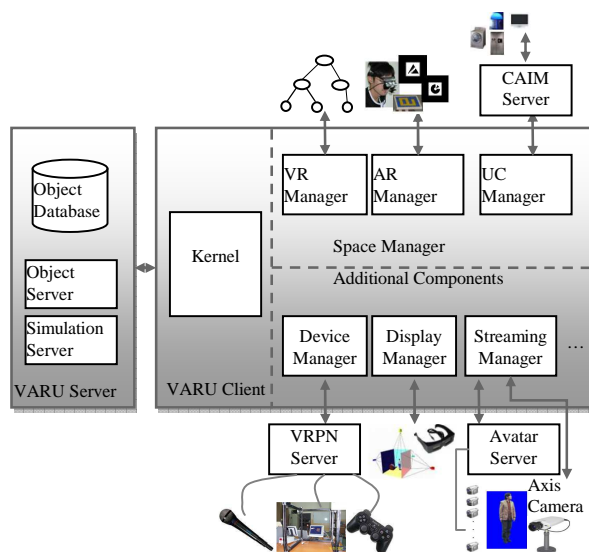 CAIM
Server
Object
Database
Object
Server
Simulation
Server
VARU Server
Kernel
VARU Client
VR
Manager
AR
Manager
UC
Manager
Space Manager
Additional Components
Device
Manager
Display
Manager
Streaming
Manager
...
VRPN
Server
Avatar
Server
Axis
Camera